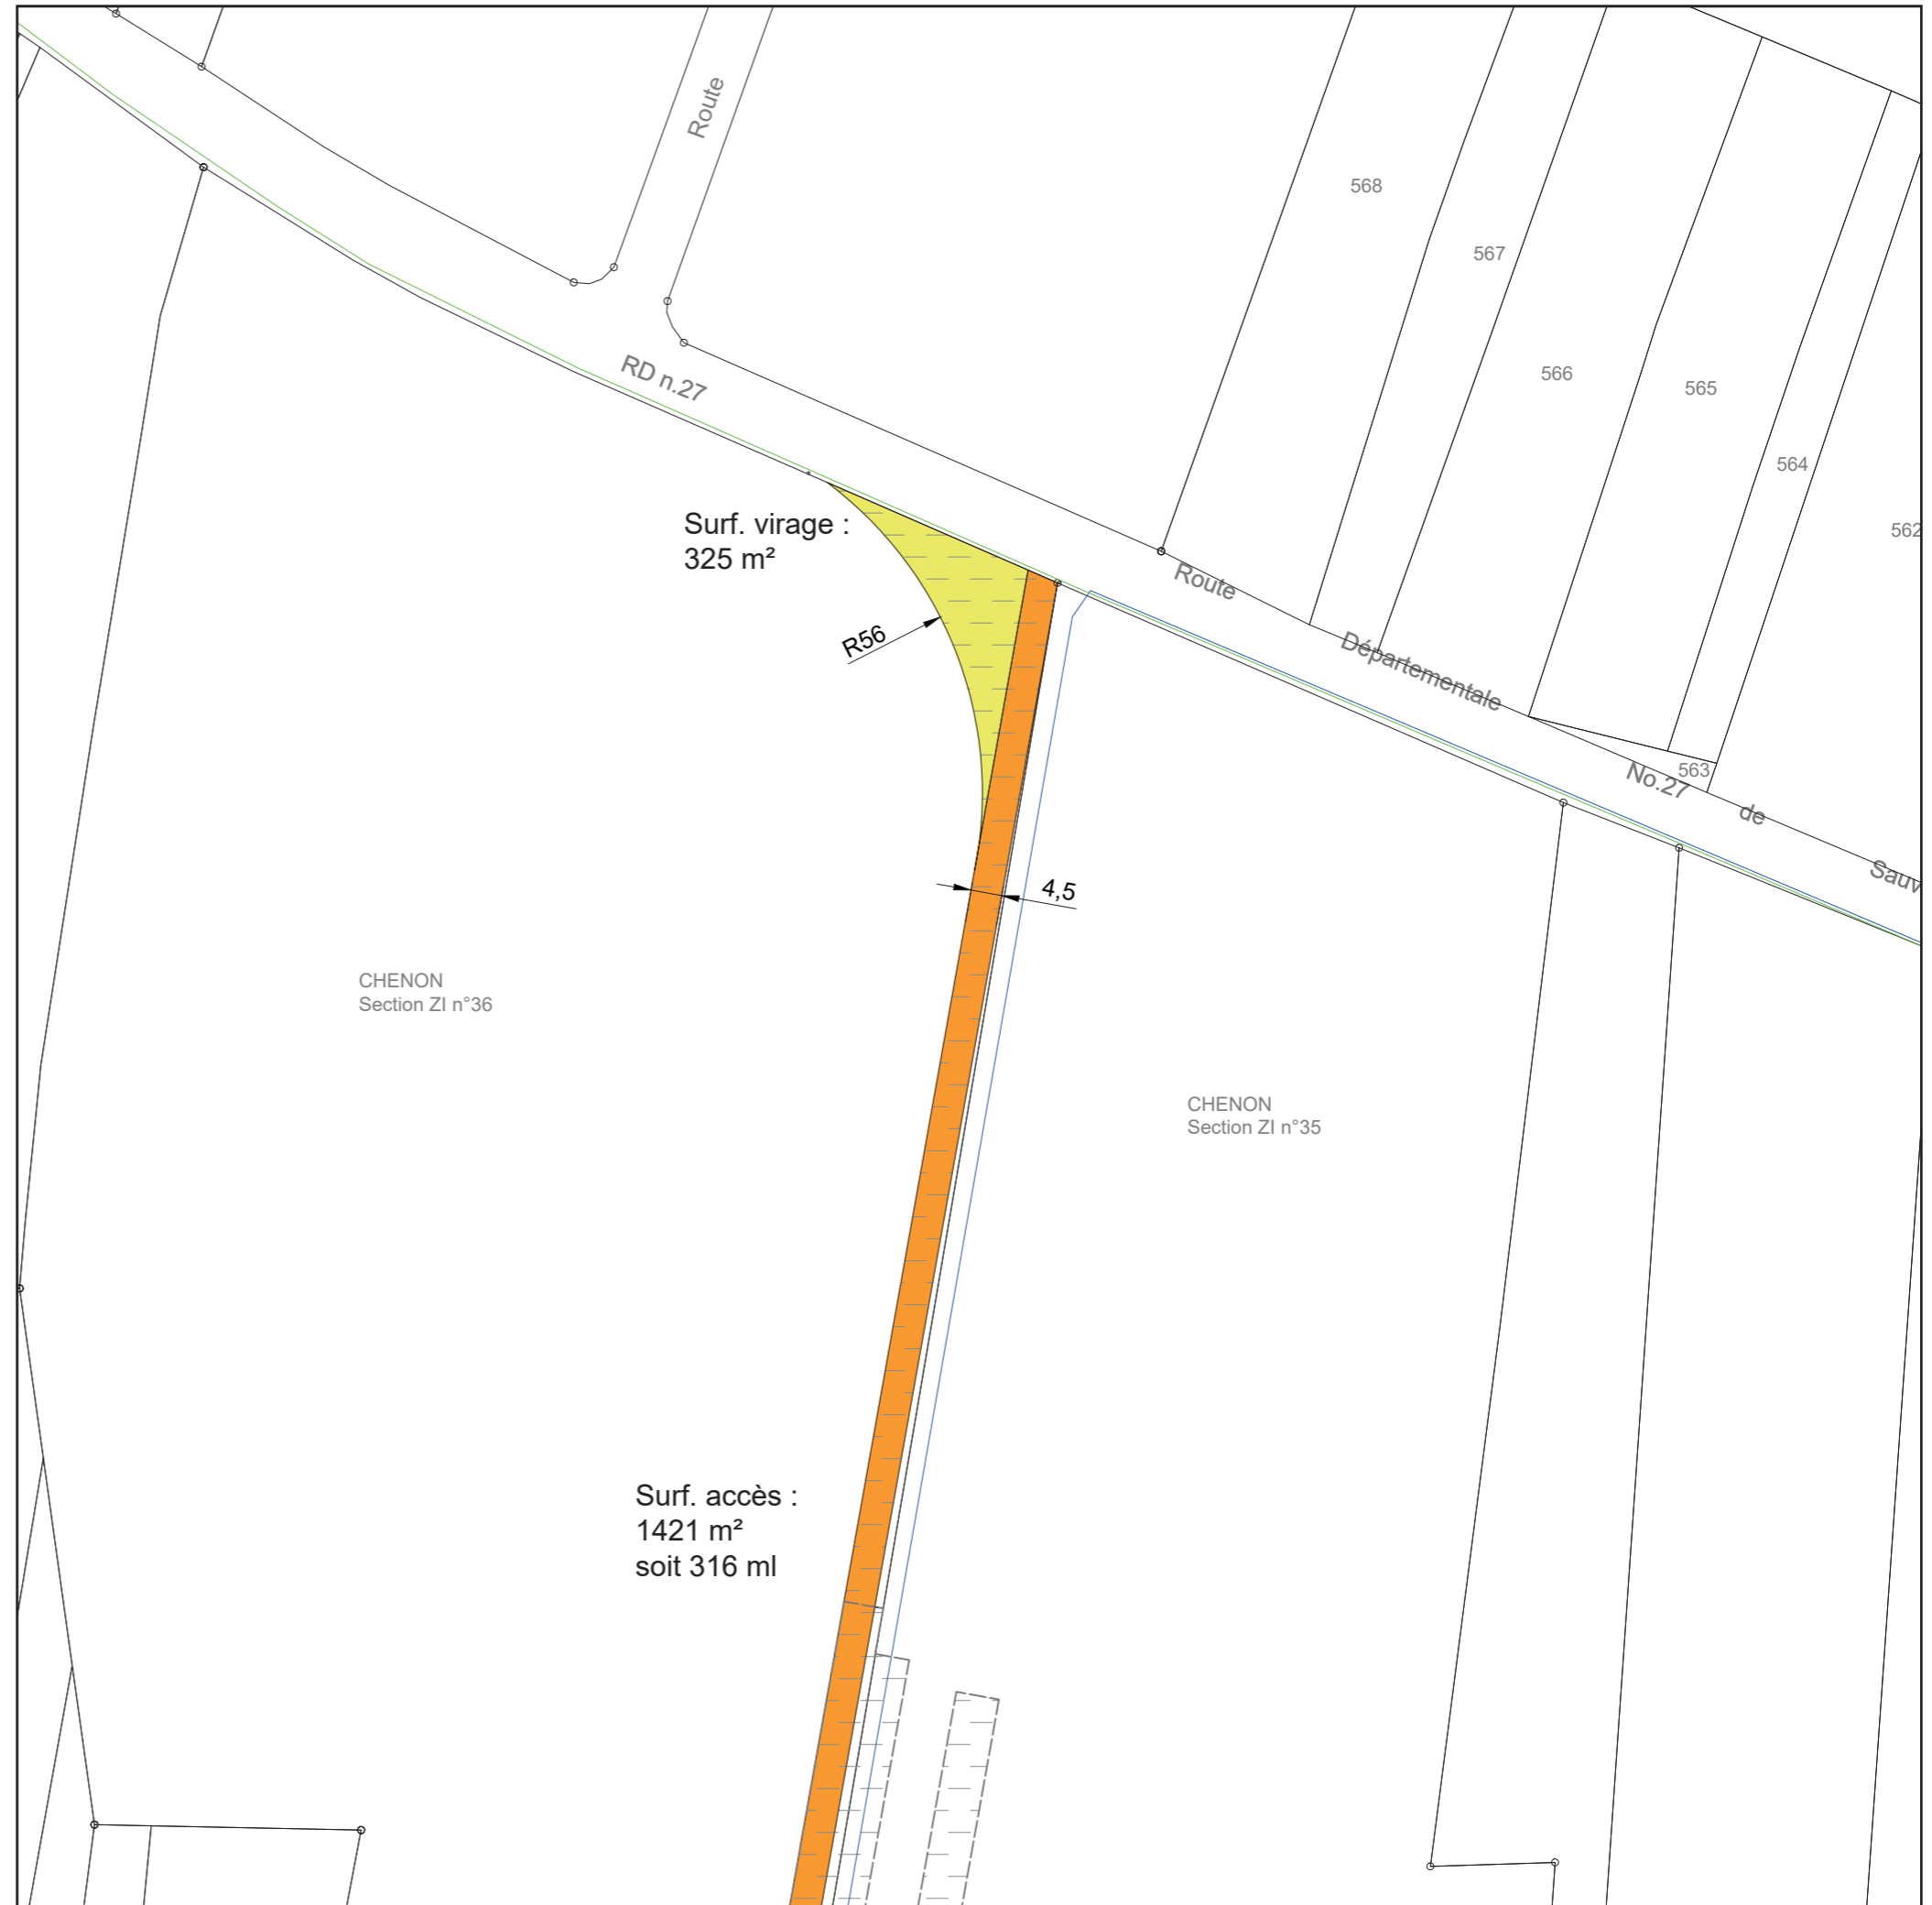 Route
568
567
RD n.27
566
565
564
Surf. virage :
325 m²
562
Route
R56
Départementale
563
No.27
de
Sauv
4,5
CHENON
Section ZI n°36
CHENON
Section ZI n°35
Surf. accès :
1421 m²
soit 316 ml